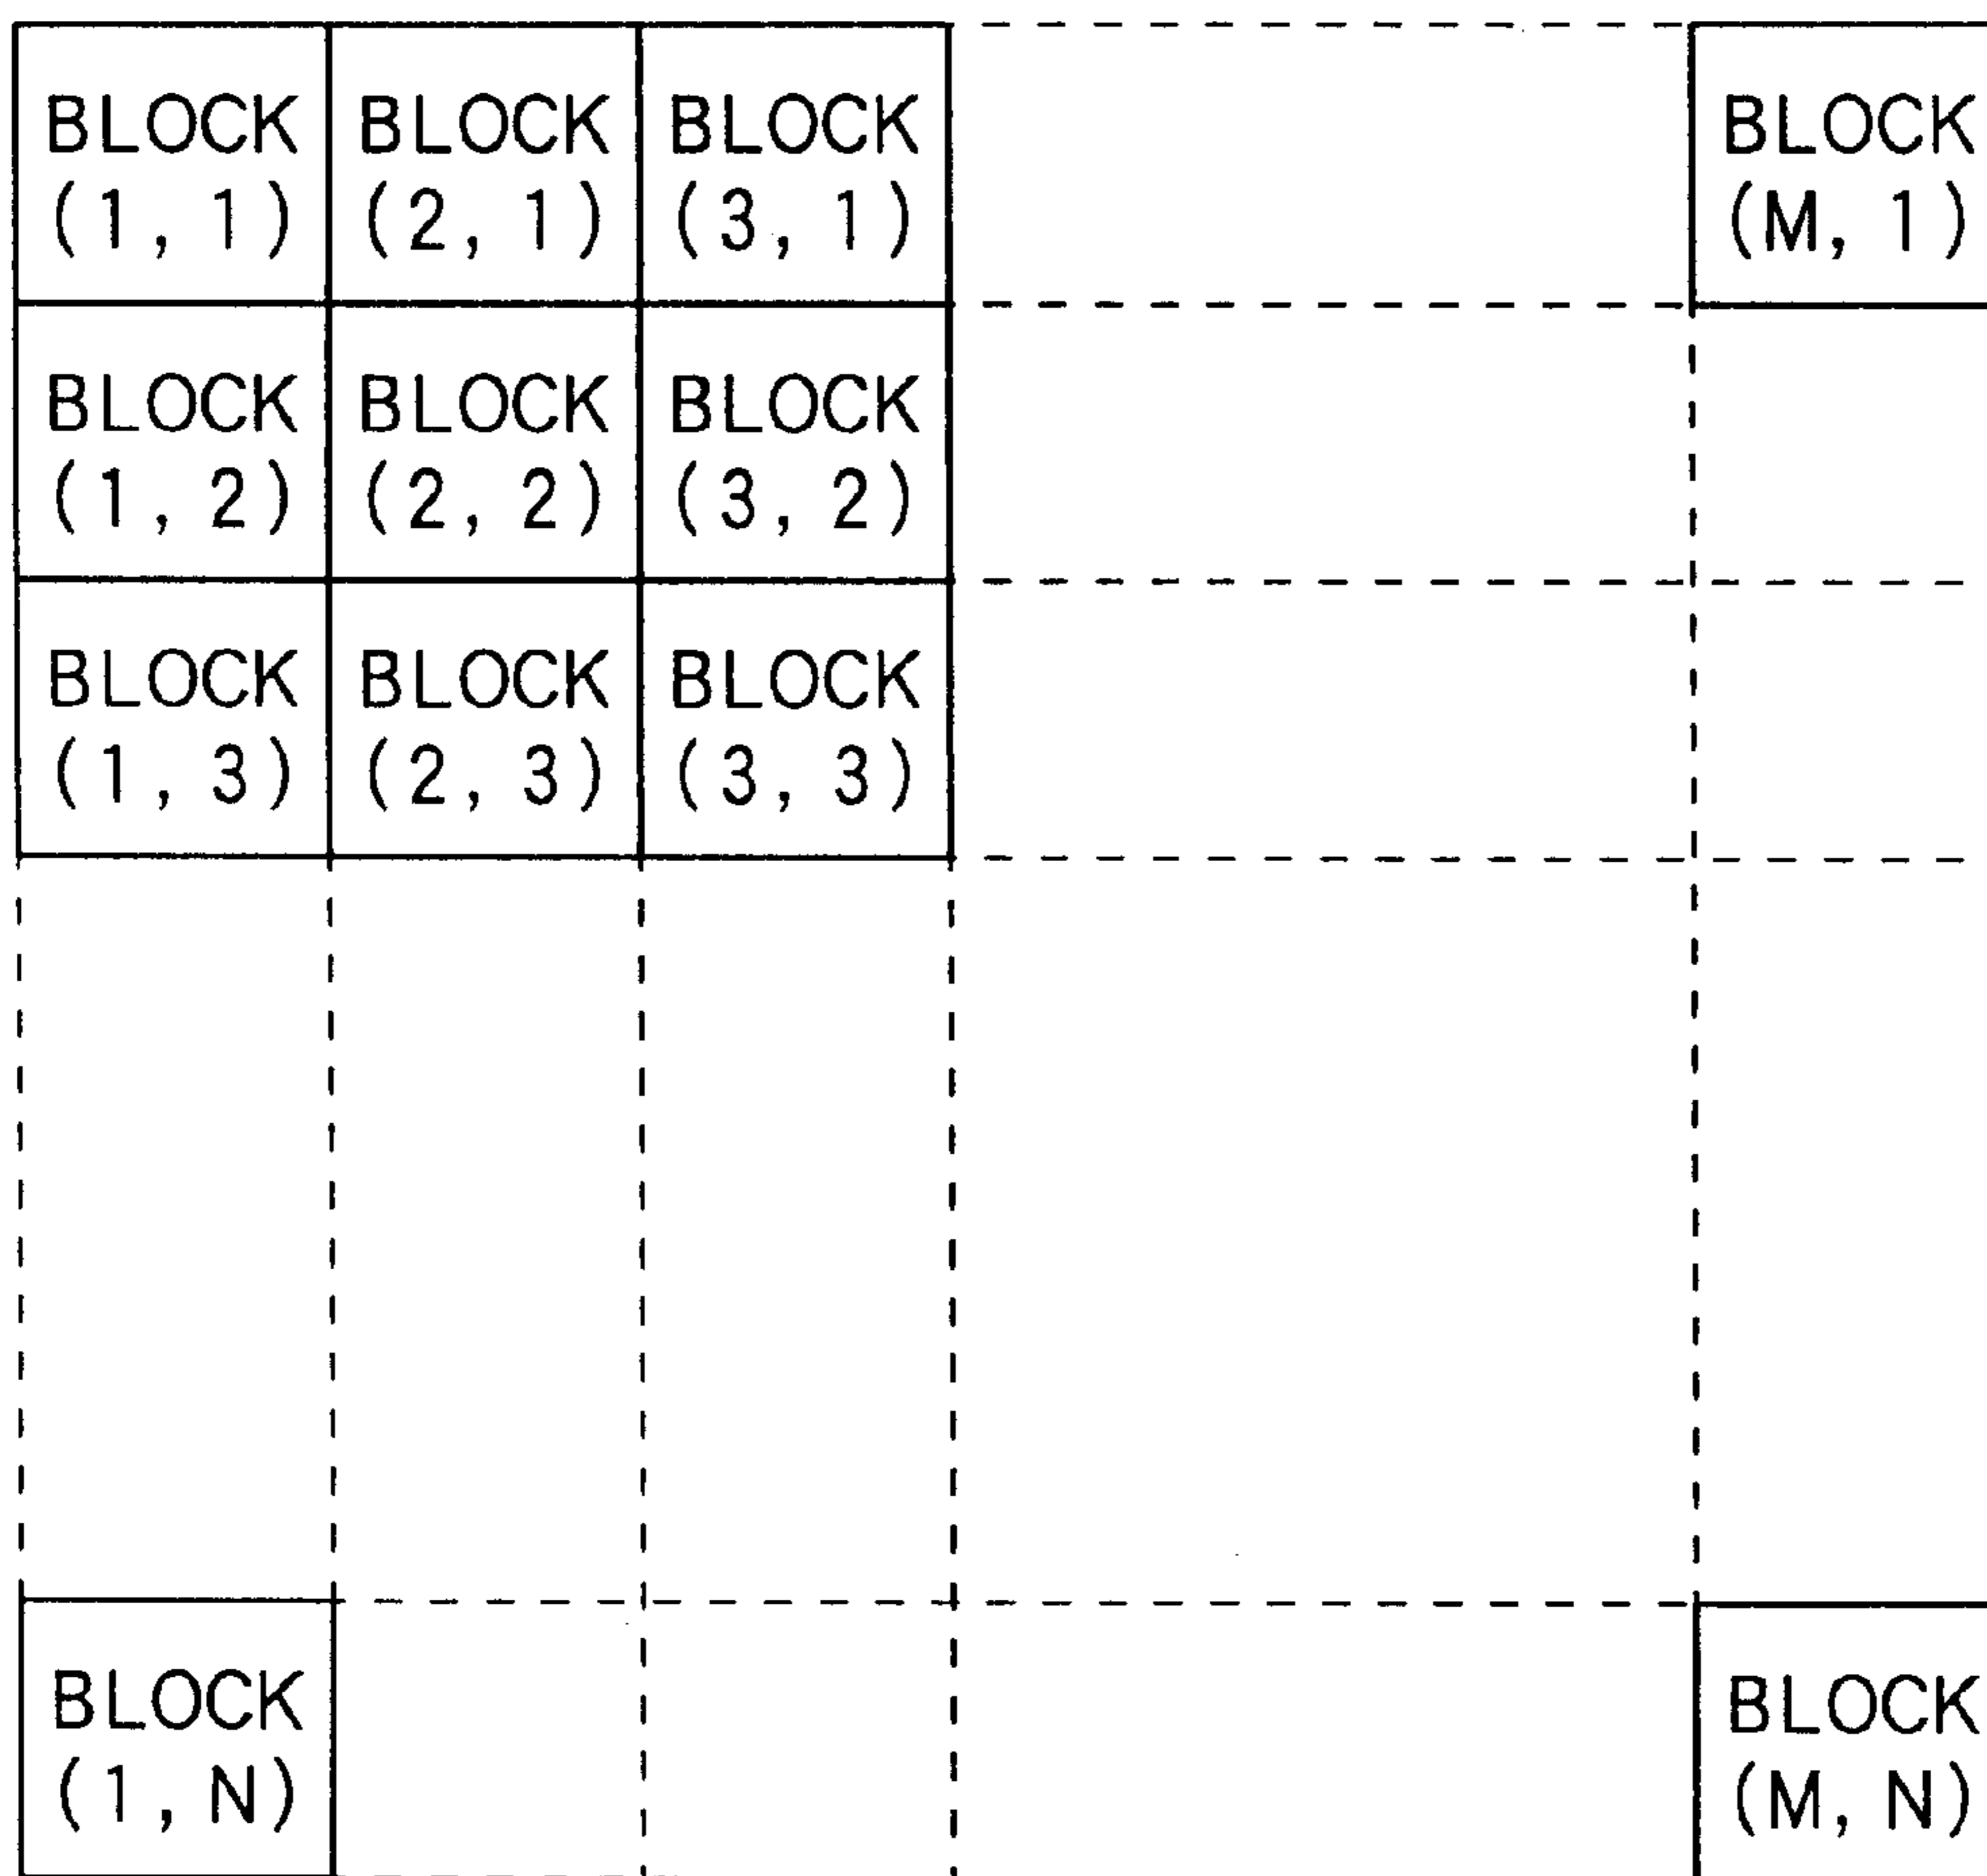 BLOCK BLOCK BLOCK BLOCK
(1, 1) (2, 1) (3, 1) (M, 1)
BLOCK BLOCK BLOCK
(1, 2) (2, 2) (3, 2)
BLOCK BLOCK BLOCK
(1, 3) (2, 3) (3, 3)
BLOCK BLOCK
(1, N) (M, N)